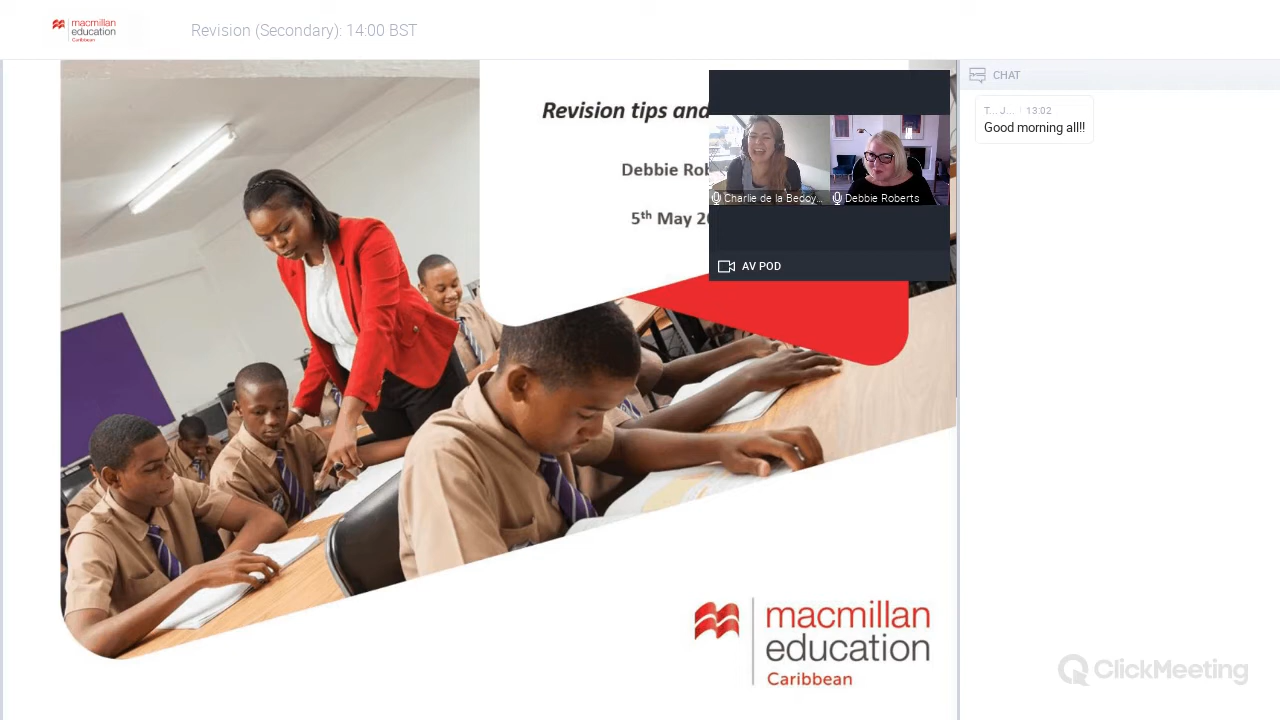 macmillan
education
Caribbean
Revision (Secondary): 14:00 BST
CHAT
T... J... 13:02
Good morning all!!
Revision tips and
Debbie Rob
5th May 20
Charlie de la Bedoy...
Debbie Roberts
AV POD
macmillan
education
Caribbean
ClickMeeting